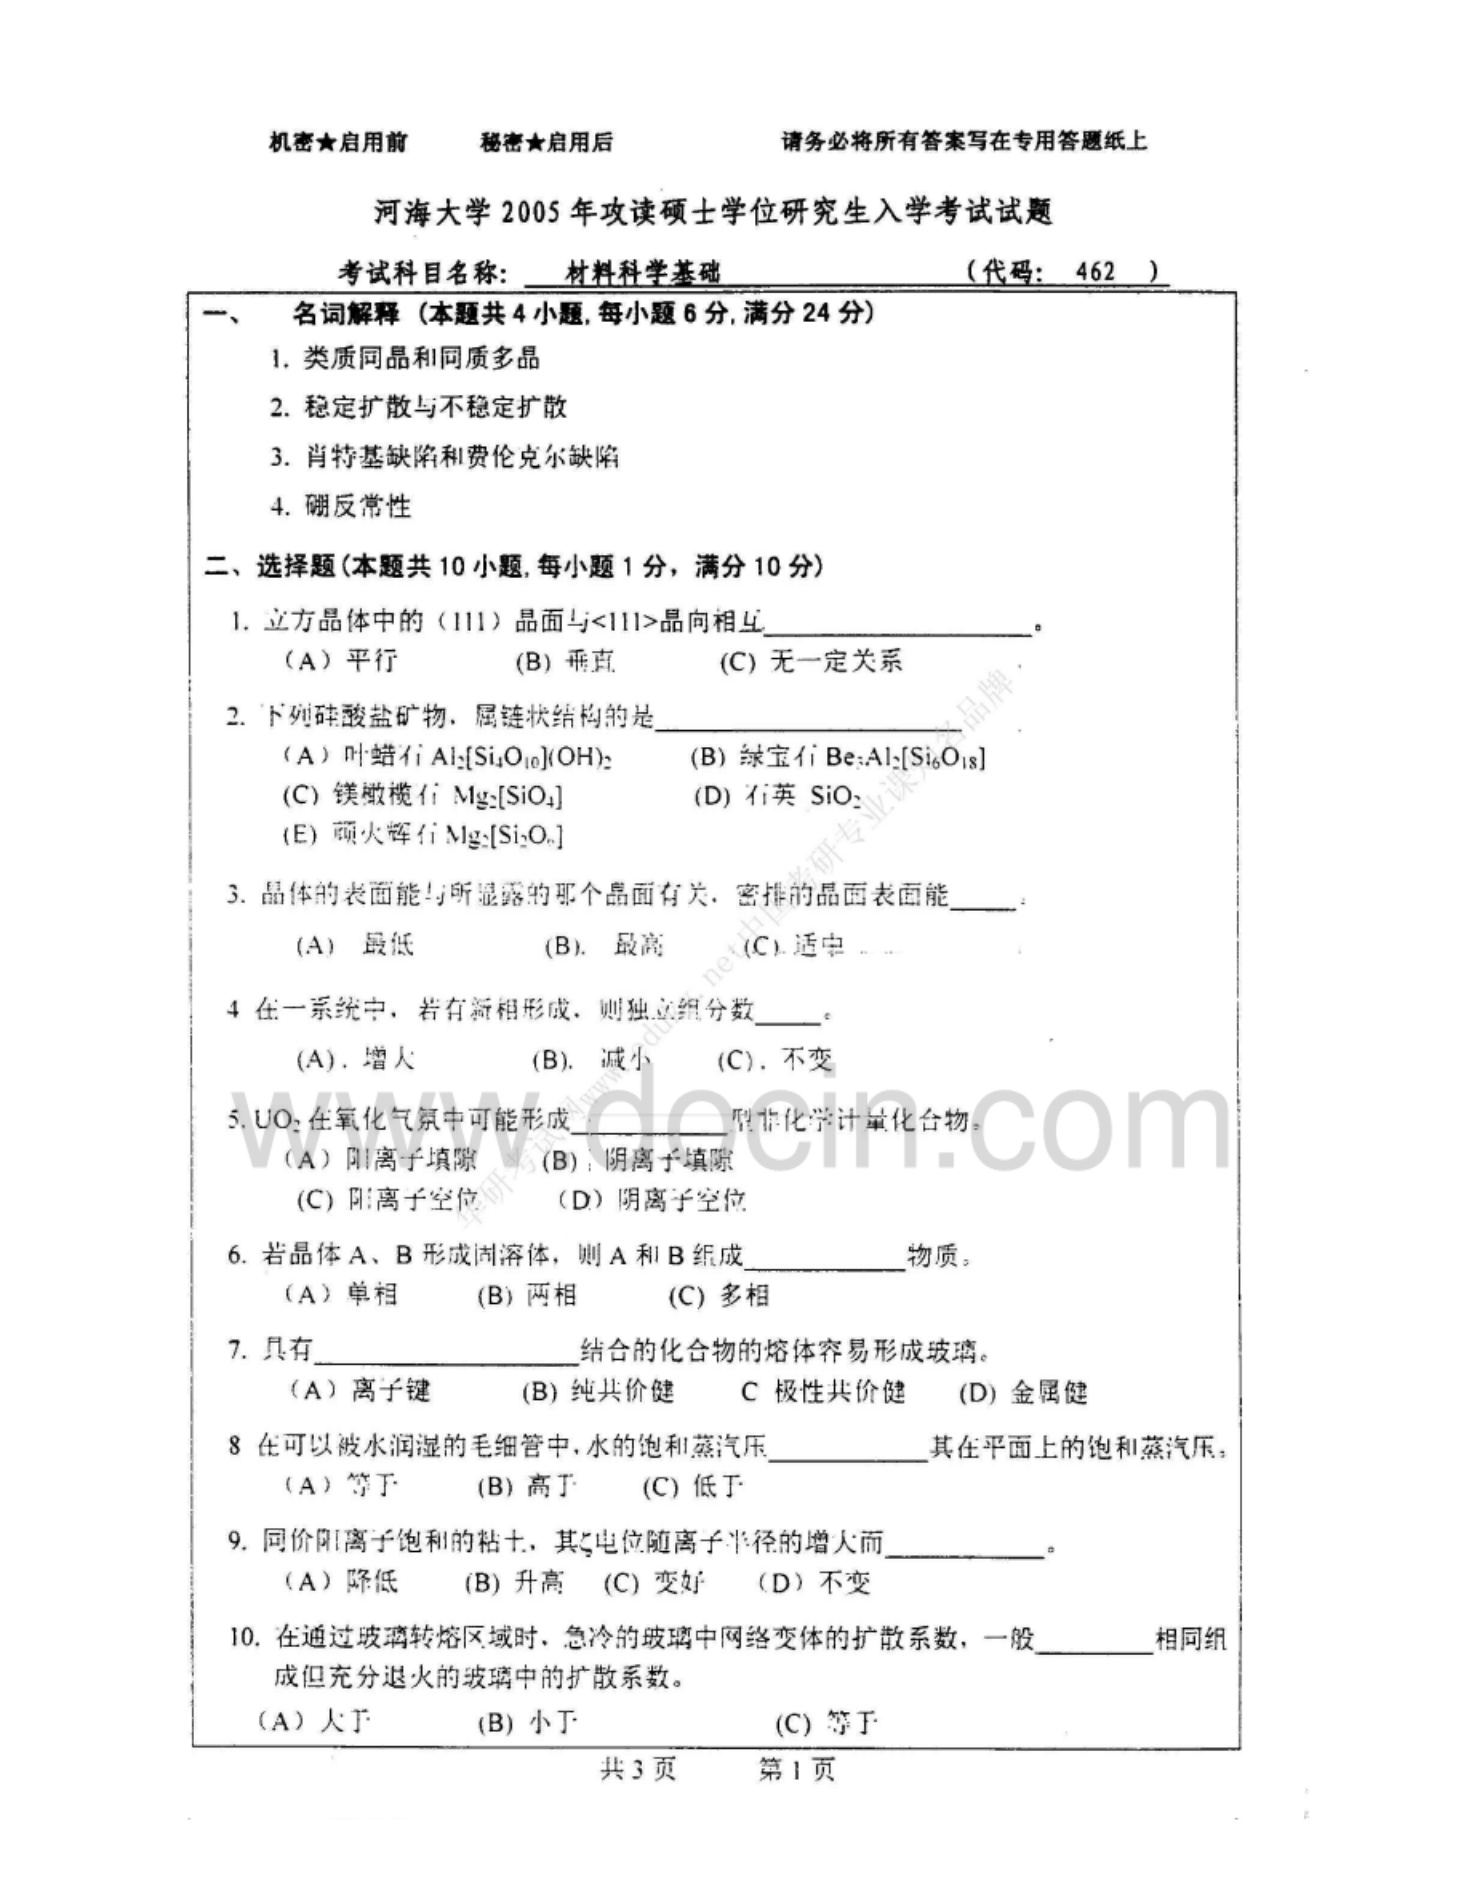 机密★启用前 秘密★启用后 请务必将所有答案写在专用答题纸上
河海大学 2005 年攻读硕士学位研究生入学考试试题
考试科目名称: 材料科学基础 (代码: 462 )
一、 名词解释 (本题共 4 小题, 每小题 6 分, 满分 24 分)
1. 类质同晶和同质多晶
2. 稳定扩散与不稳定扩散
3. 肖特基缺陷和费伦克尔缺陷
4. 硼反常性
二、选择题(本题共 10 小题, 每小题 1 分，满分 10 分)
1. 立方晶体中的（111）晶面与<111>晶向相互____。
（A）平行 (B) 垂直 (C) 无一定关系
2. 下列硅酸盐矿物，属链状结构的是____
（A）叶蜡石 Al₂[Si₄O₁₀](OH)₂ (B) 绿宝石 Be₃Al₂[Si₆O₁₈]
(C) 镁橄榄石 Mg₂[SiO₄] (D) 石英 SiO₂
(E) 顽火辉石 Mg₂[Si₂O₆]
3. 晶体的表面能与所显露的那个晶面有关，密排的晶面表面能____。
(A) 最低 (B). 最高 (C). 适中
4 在一系统中，若有新相形成，则独立组分数____。
(A). 增大 (B). 减小 (C). 不变
5. UO₂ 在氧化气氛中可能形成____型非化学计量化合物。
（A）阳离子填隙 (B) 阴离子填隙
(C) 阳离子空位 （D）阴离子空位
6. 若晶体 A、B 形成固溶体，则 A 和 B 组成____物质。
（A）单相 (B) 两相 (C) 多相
7. 具有____结合的化合物的熔体容易形成玻璃。
（A）离子键 (B) 纯共价健 C 极性共价健 (D) 金属健
8 在可以被水润湿的毛细管中,水的饱和蒸汽压____其在平面上的饱和蒸汽压。
（A）等于 (B) 高于 (C) 低于
9. 同价阳离子饱和的粘土，其ζ电位随离子半径的增大而____。
（A）降低 (B) 升高 (C) 变好 （D）不变
10. 在通过玻璃转熔区域时，急冷的玻璃中网络变体的扩散系数，一般____相同组
成但充分退火的玻璃中的扩散系数。
（A）大于 (B) 小于 (C) 等于
共 3 页 第 1 页
www.docin.com